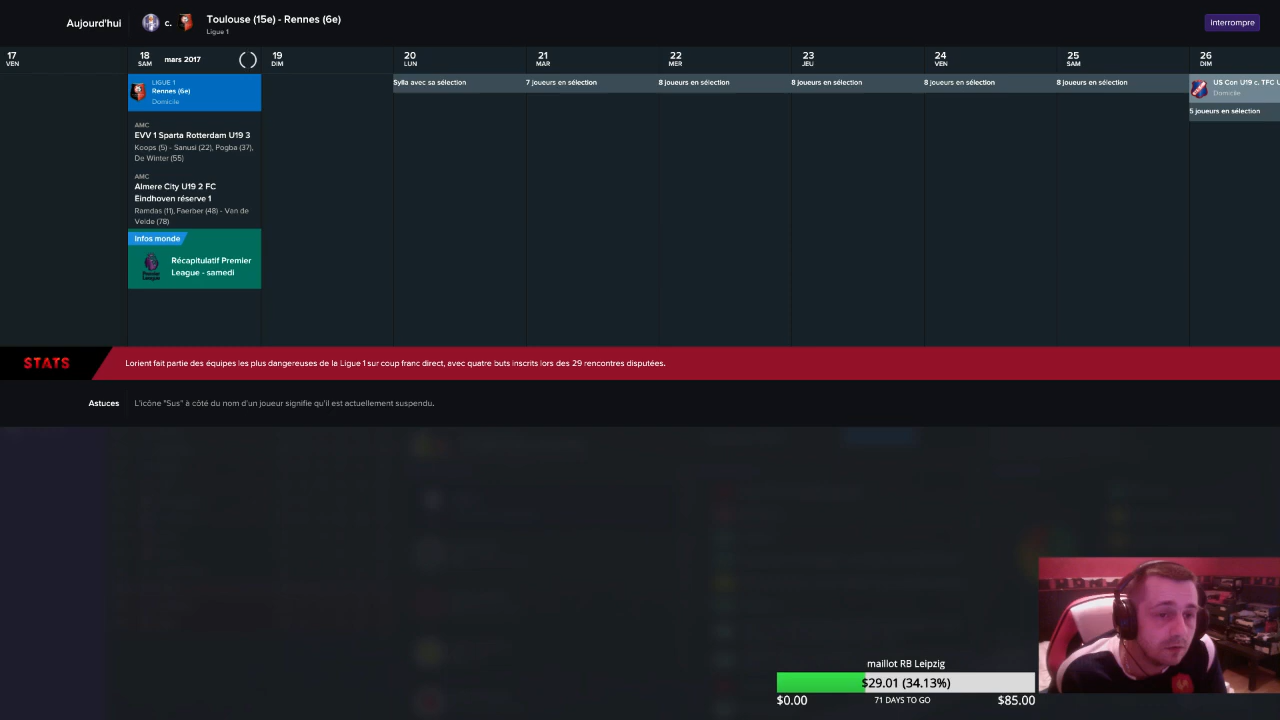 Aujourd'hui
c.
Toulouse (15e) - Rennes (6e)
Ligue 1
Interrompre
17
VEN
18
SAM
mars 2017
19
DIM
20
LUN
21
MAR
22
MER
23
JEU
24
VEN
25
SAM
26
DIM
LIGUE 1
Rennes (6e)
Domicile
Sylla avec sa sélection
7 joueurs en sélection
8 joueurs en sélection
8 joueurs en sélection
8 joueurs en sélection
8 joueurs en sélection
US Con U19 c. TFC U
Domicile
5 joueurs en sélection
AMC
EVV 1 Sparta Rotterdam U19 3
Koops (5) - Sanusi (22), Pogba (37),
De Winter (55)
AMC
Almere City U19 2 FC
Eindhoven réserve 1
Ramdas (11), Faerber (48) - Van de
Velde (78)
Infos monde
Premier
League
Récapitulatif Premier
League - samedi
STATS
Lorient fait partie des équipes les plus dangereuses de la Ligue 1 sur coup franc direct, avec quatre buts inscrits lors des 29 rencontres disputées.
Astuces
L'icône "Sus" à côté du nom d'un joueur signifie qu'il est actuellement suspendu.
maillot RB Leipzig
$29.01 (34.13%)
$0.00
71 DAYS TO GO
$85.00